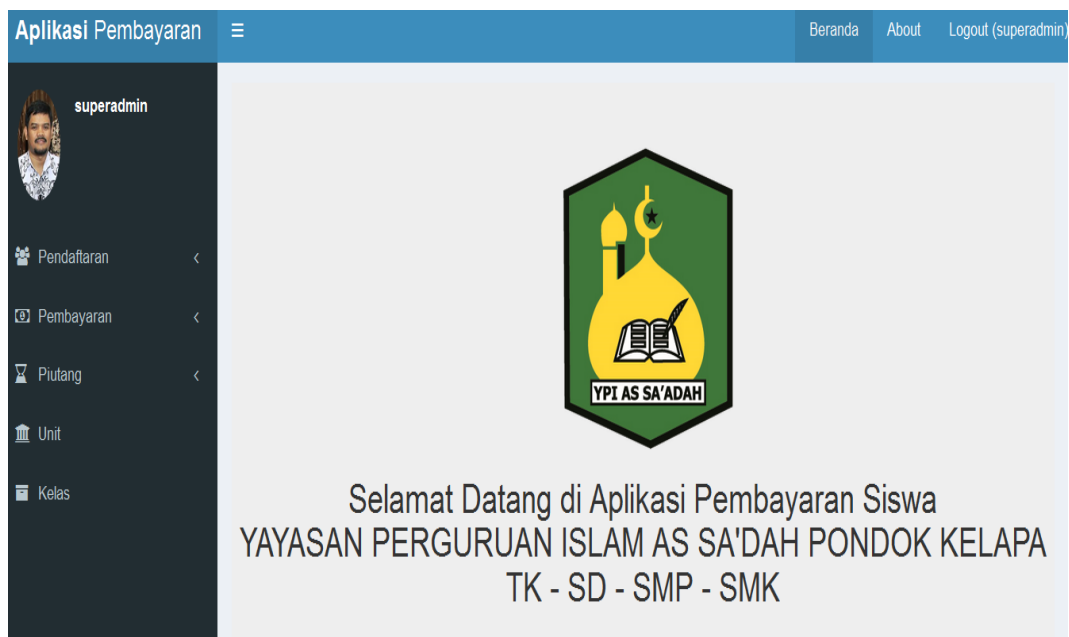 Aplikasi Pembayaran
Beranda About Logout (superadmin)
superadmin
Pendaftaran
Pembayaran
Piutang
Unit
Kelas
YPI AS SA'ADAH
Selamat Datang di Aplikasi Pembayaran Siswa
YAYASAN PERGURUAN ISLAM AS SA'DAH PONDOK KELAPA
TK - SD - SMP - SMK